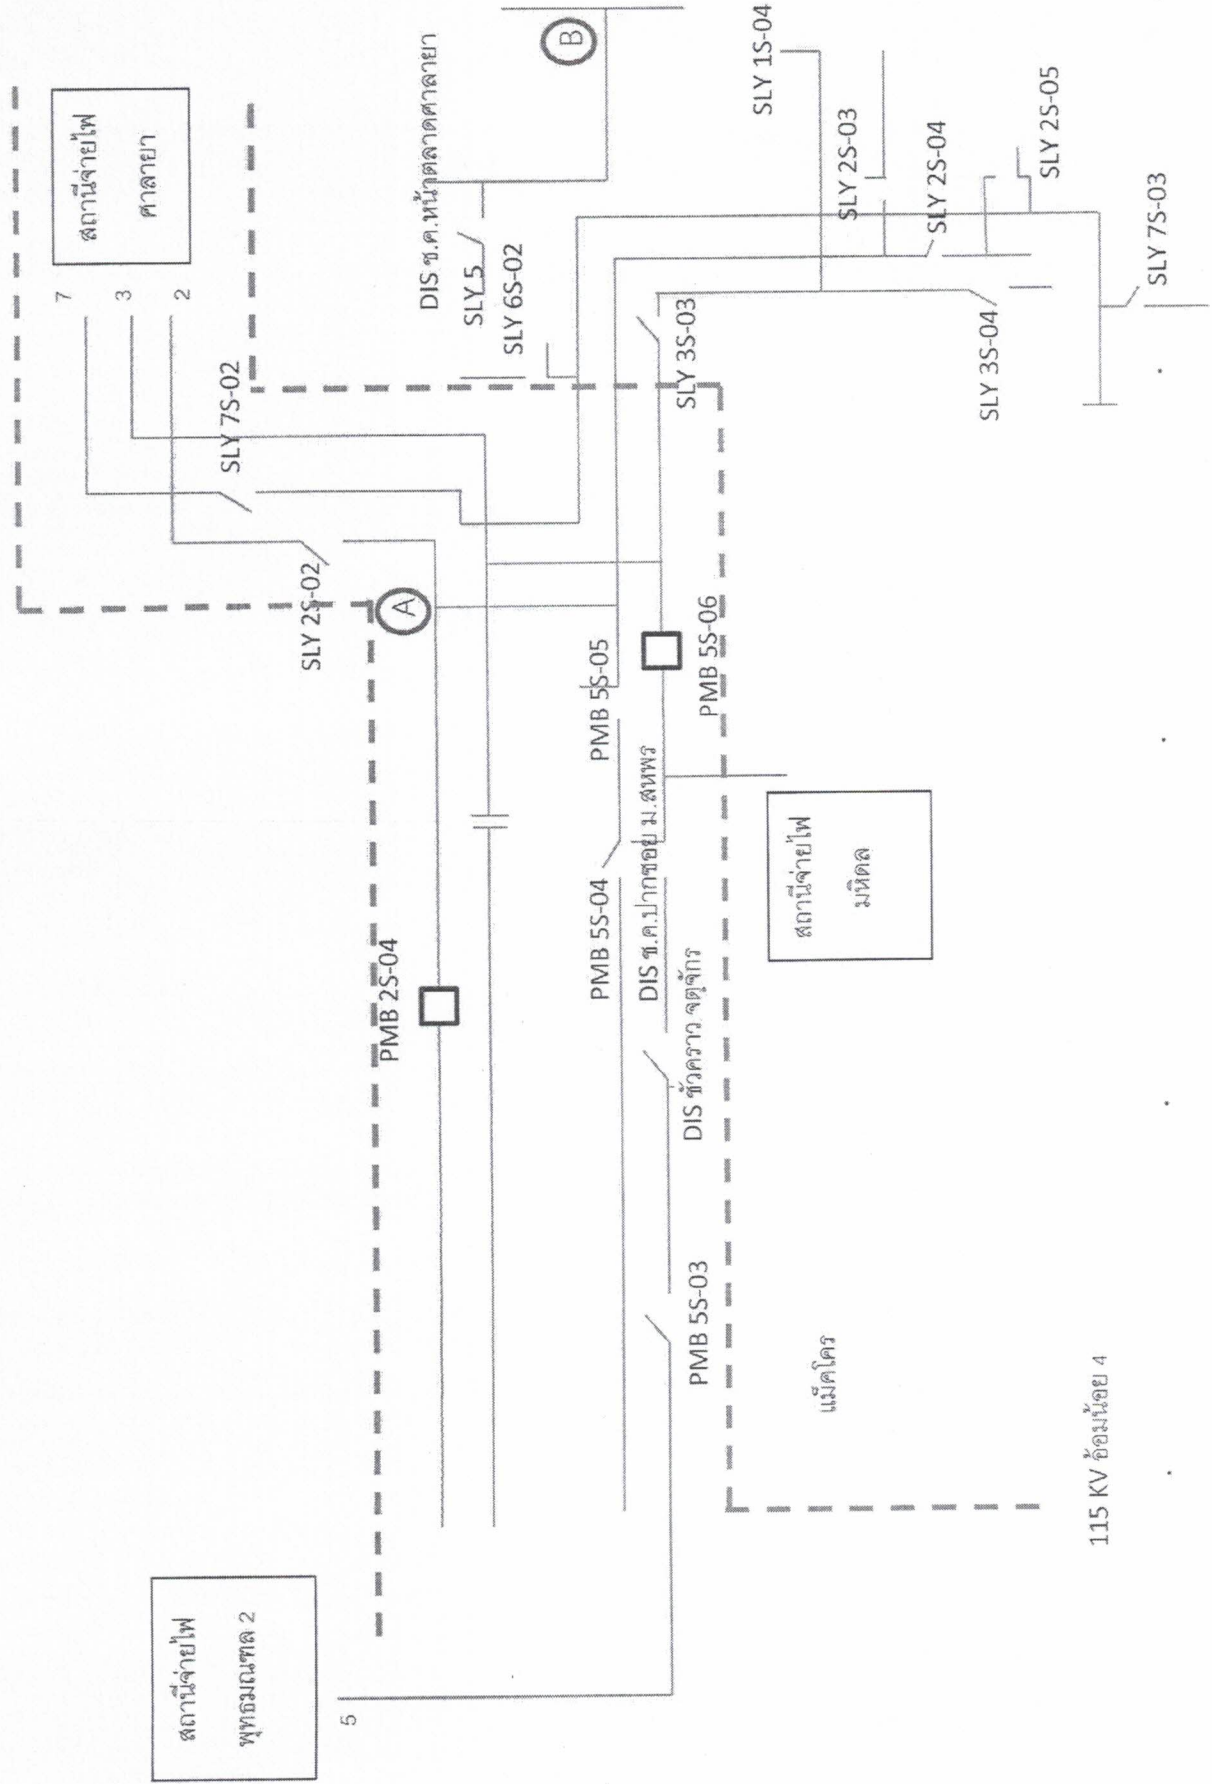 สถานีจ่ายไฟ
พุทธมณฑล 2
5
สถานีจ่ายไฟ
ศาลายา
7
3
2
SLY 7S-02
SLY 2S-02
A
PMB 2S-04
DIS ช.ค.หน้าตลาดศาลายา
SLY 5
SLY 6S-02
B
PMB 5S-05
PMB 5S-04
DIS ช.ค.ปากซอย ม.สหพร
DIS ชั่วคราว จตุจักร
PMB 5S-03
PMB 5S-06
SLY 3S-03
SLY 1S-04
SLY 2S-03
SLY 2S-04
SLY 2S-05
SLY 3S-04
SLY 7S-03
สถานีจ่ายไฟ
มหิดล
แม็คโคร
115 KV อ้อมน้อย 4